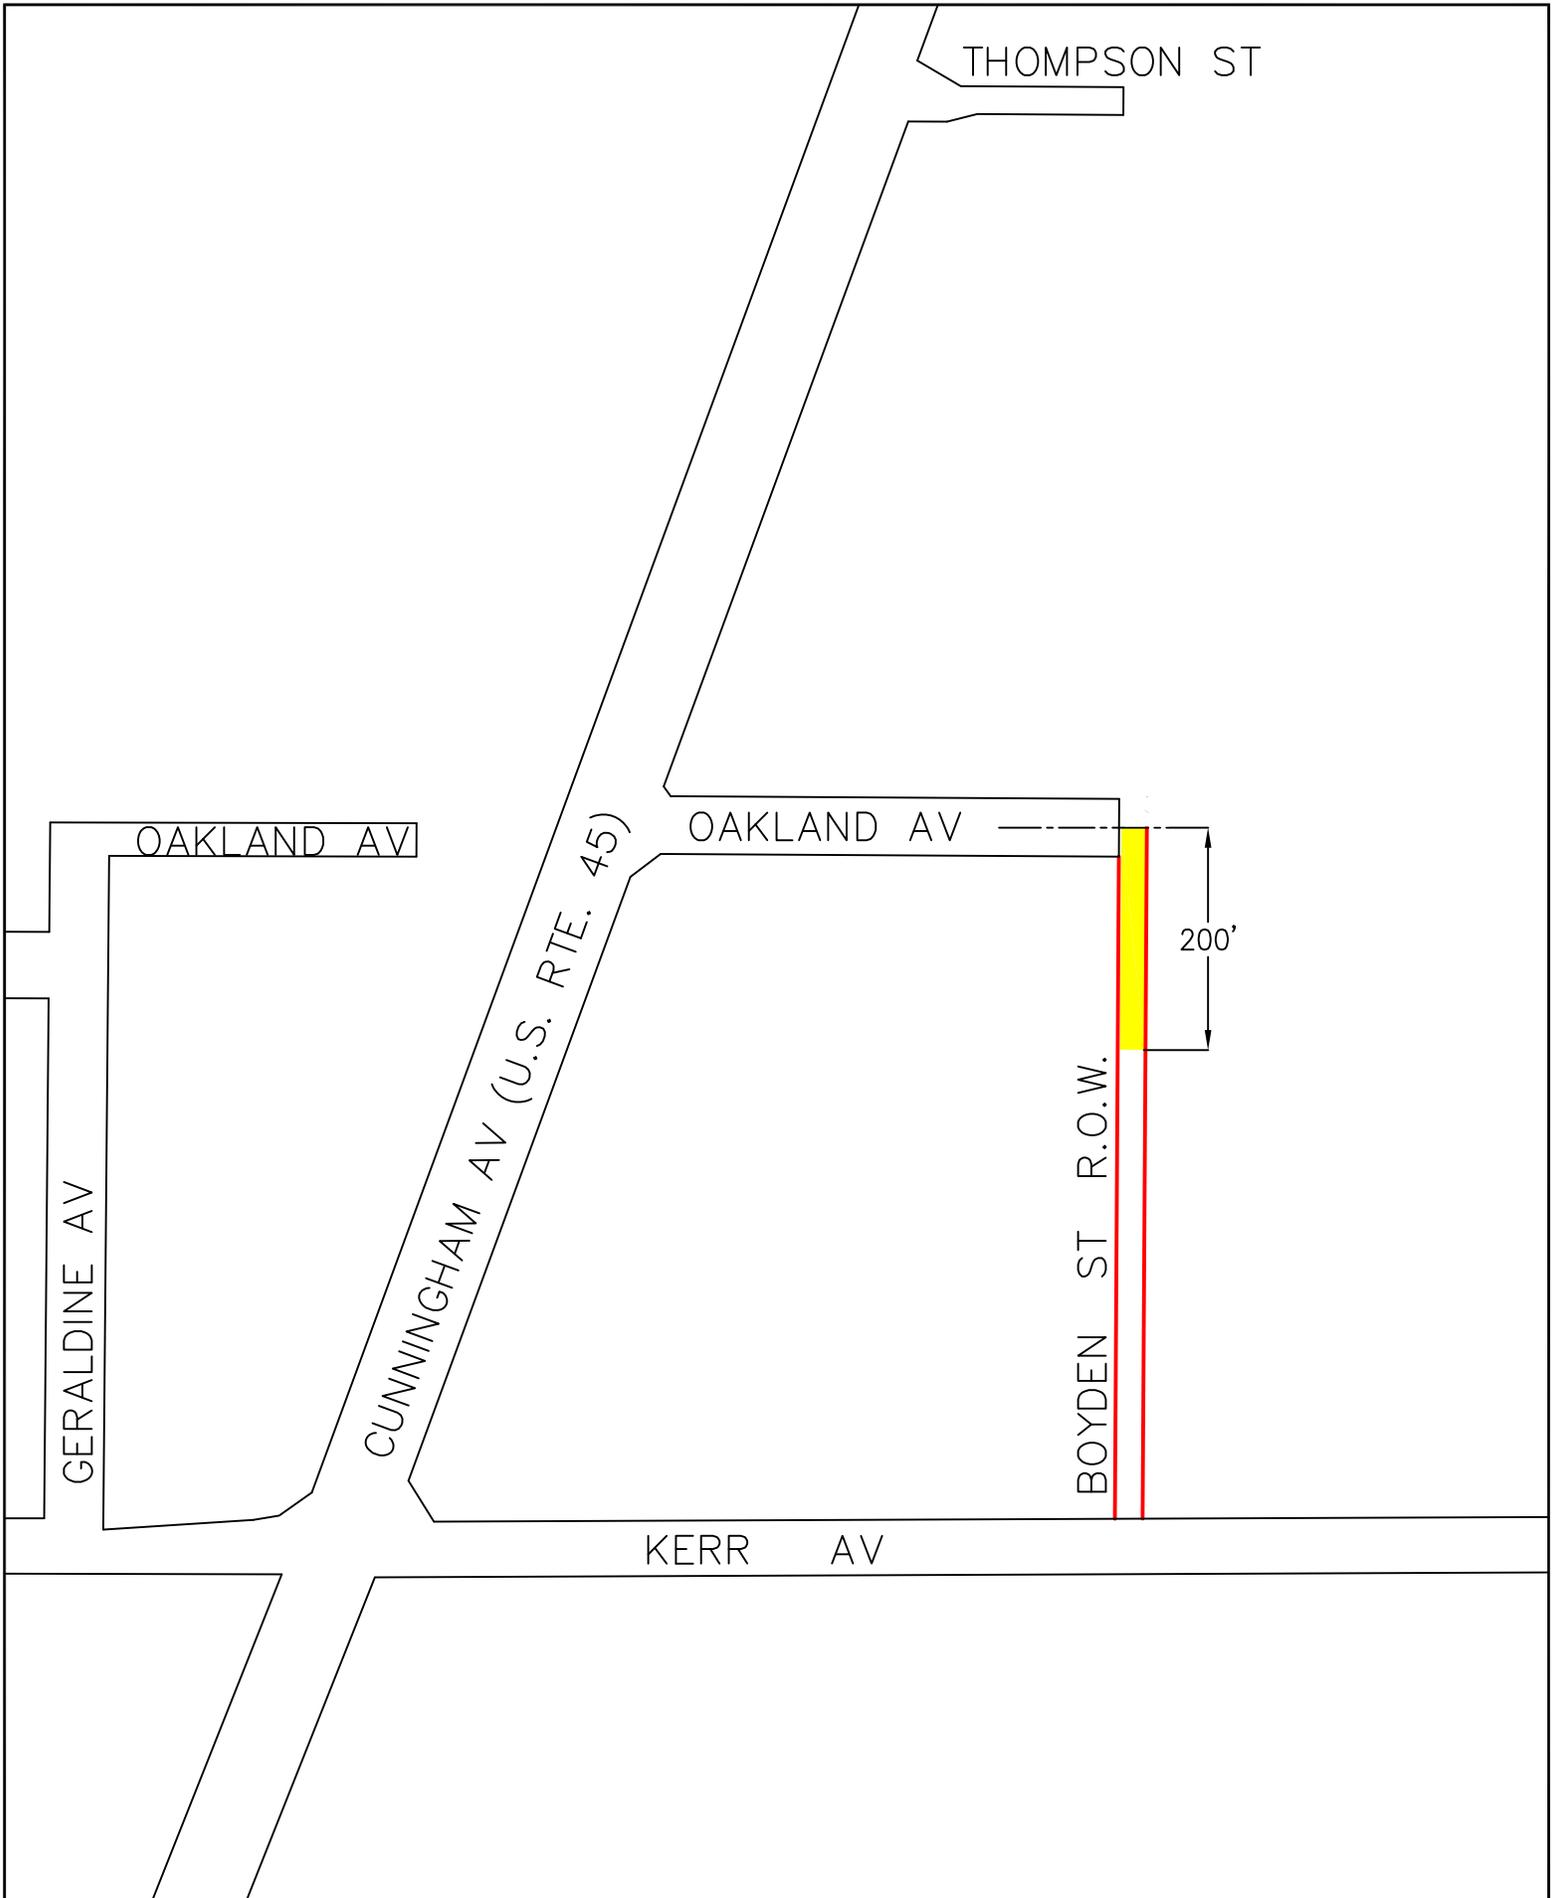 THOMPSON ST
OAKLAND AV
OAKLAND AV
CUNNINGHAM AV (U.S. RTE. 45)
200'
BOYDEN ST R.O.W.
GERALDINE AV
KERR AV